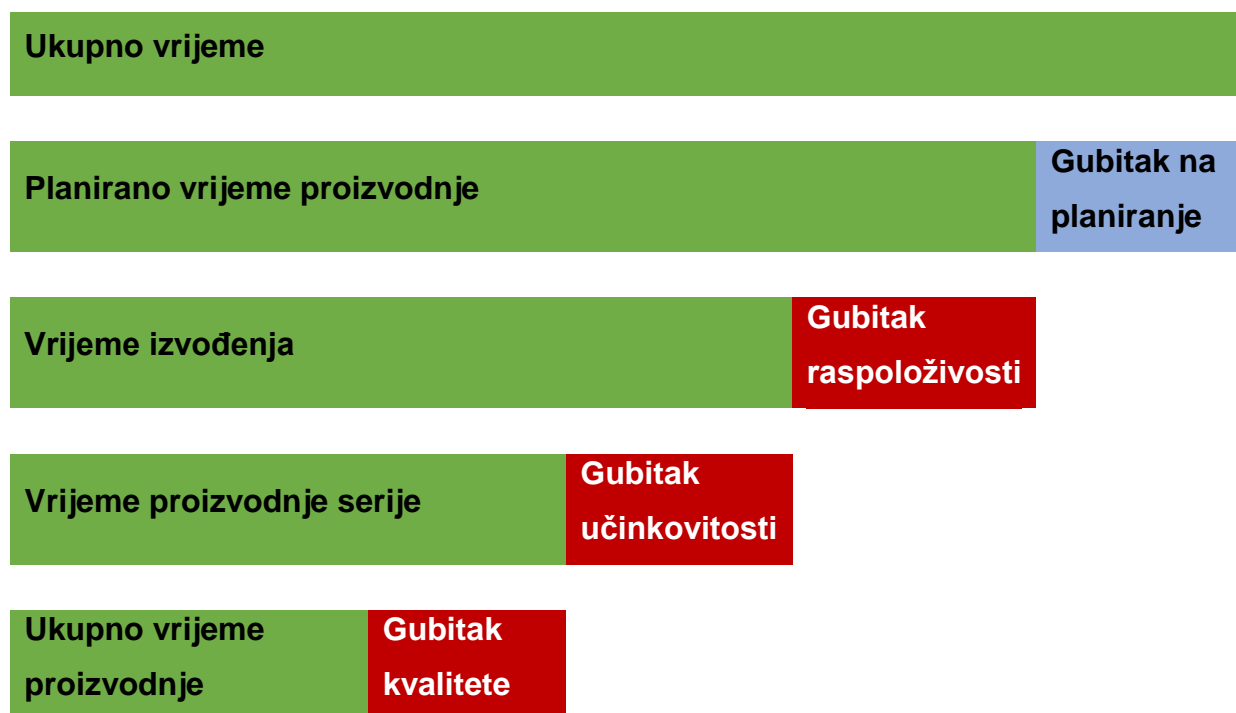 Ukupno vrijeme
Planirano vrijeme proizvodnje
Gubitak na
planiranje
Vrijeme izvođenja
Gubitak
raspoloživosti
Vrijeme proizvodnje serije
Gubitak
učinkovitosti
Ukupno vrijeme
proizvodnje
Gubitak
kvalitete